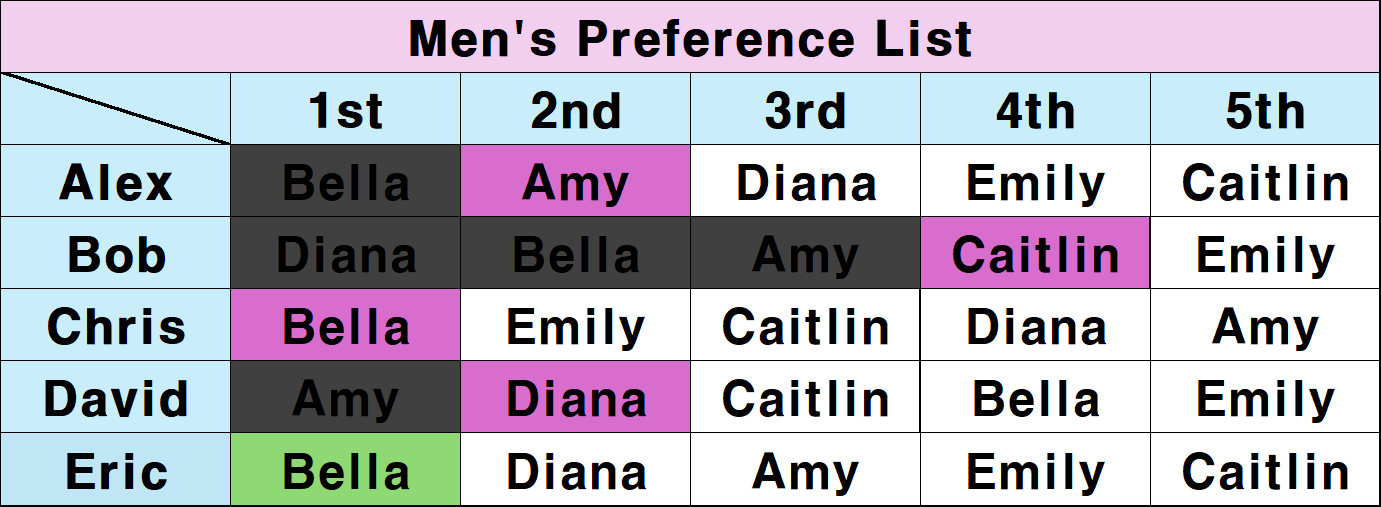 Men's Preference List
1st 2nd 3rd 4th 5th
Alex Bella Amy Diana Emily Caitlin
Bob Diana Bella Amy Caitlin Emily
Chris Bella Emily Caitlin Diana Amy
David Amy Diana Caitlin Bella Emily
Eric Bella Diana Amy Emily Caitlin